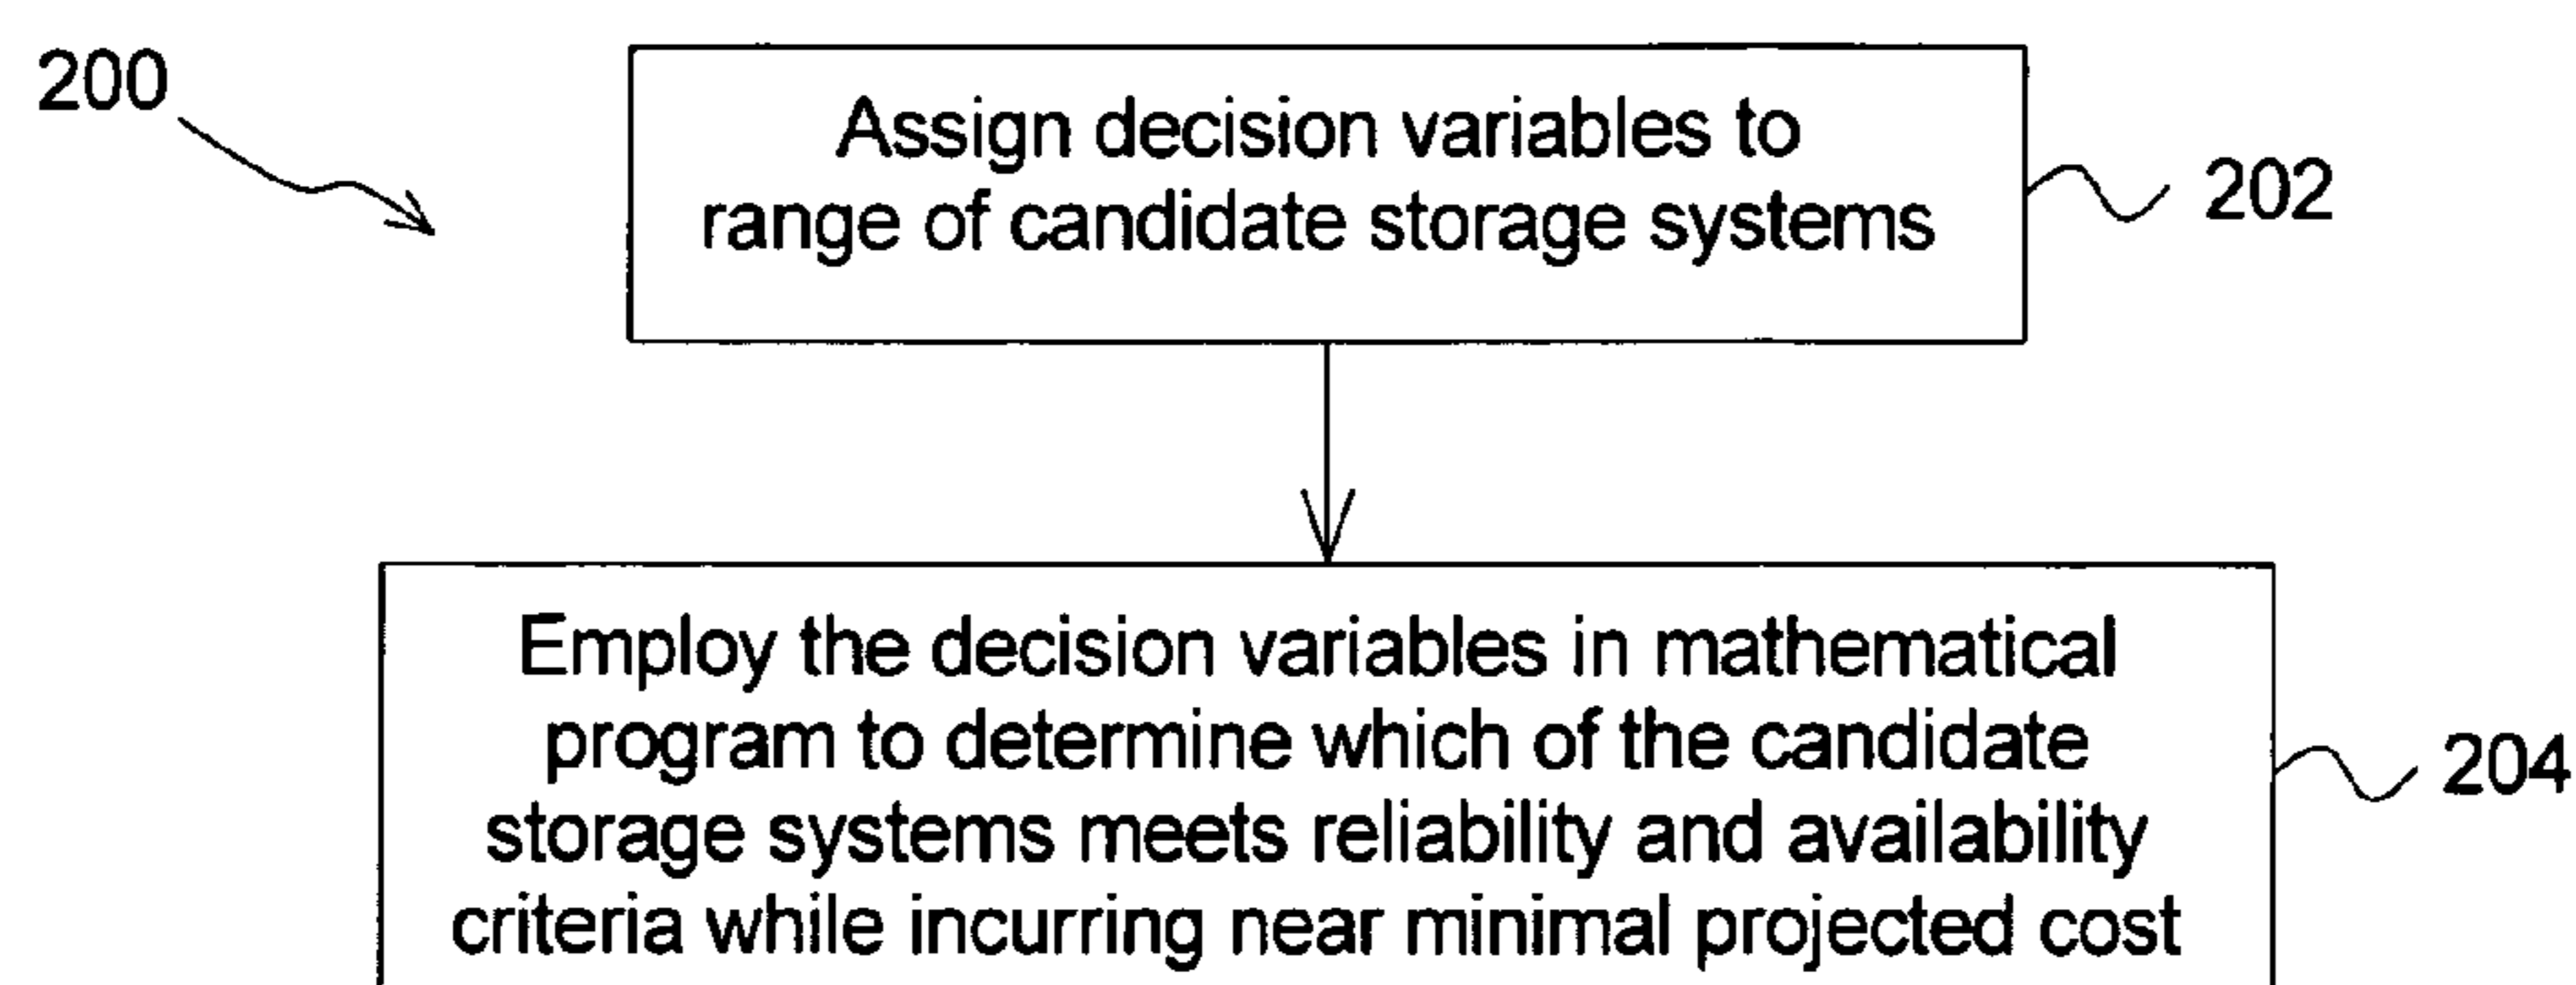 200
Assign decision variables to
range of candidate storage systems
202
Employ the decision variables in mathematical
program to determine which of the candidate
storage systems meets reliability and availability
criteria while incurring near minimal projected cost
204